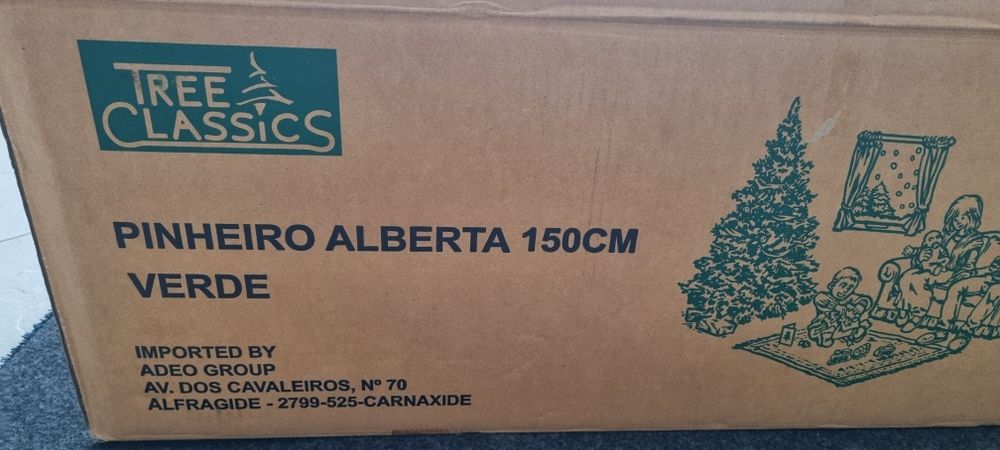 TREE
CLASSICS
PINHEIRO ALBERTA 150CM
VERDE
IMPORTED BY
ADEO GROUP
AV. DOS CAVALEIROS, Nº 70
ALFRAGIDE - 2799-525-CARNAXIDE